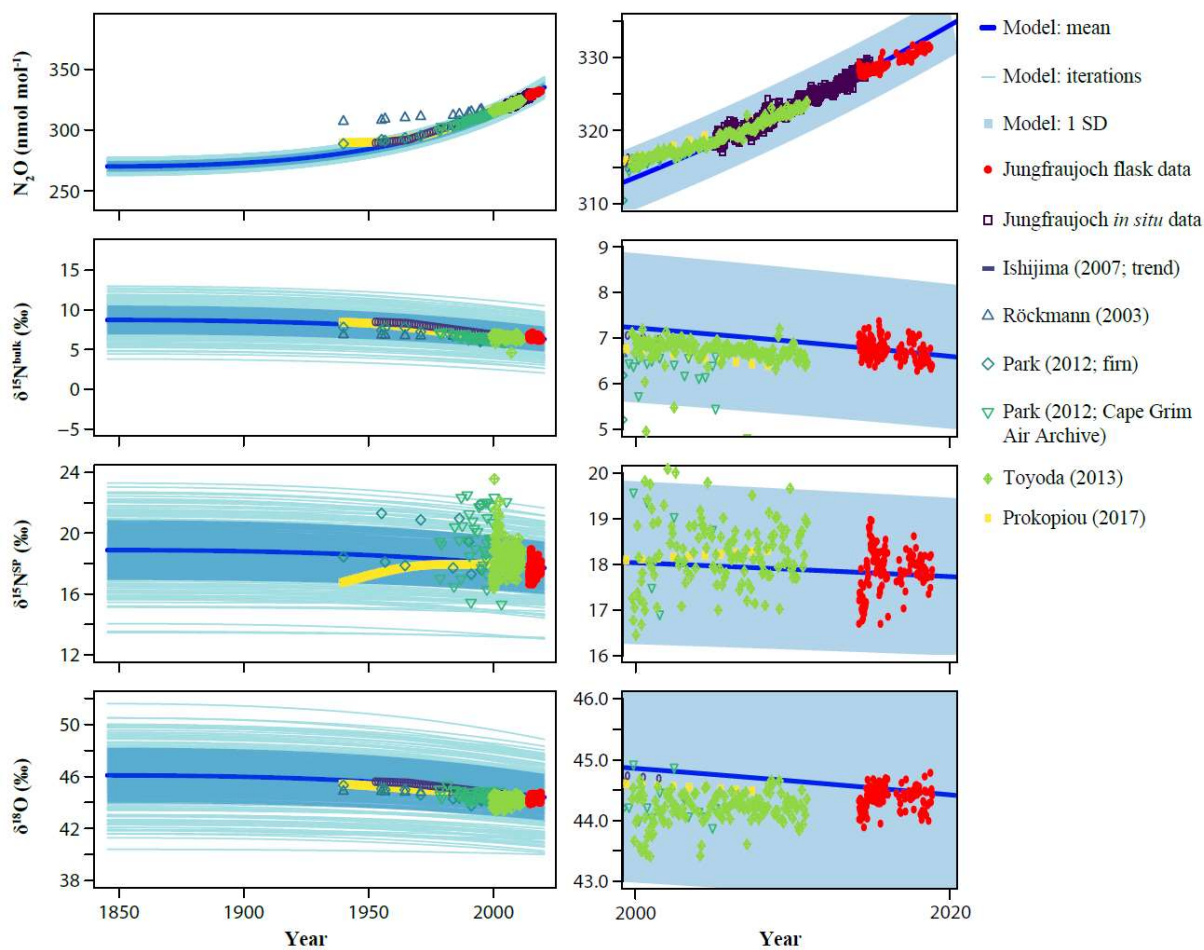 N₂O (nmol mol⁻¹)
350
300
250
330
320
310
δ¹⁵Nᵇᵘˡᵏ (‰)
15
10
5
0
−5
9
8
7
6
5
δ¹⁵Nˢᴾ (‰)
24
22
20
18
16
14
12
20
19
18
17
16
δ¹⁸O (‰)
50
46
42
38
46.0
45.0
44.0
43.0
1850
1900
1950
2000
Year
2000
2020
Year
Model: mean
Model: iterations
Model: 1 SD
Jungfraujoch flask data
Jungfraujoch in situ data
Ishijima (2007; trend)
Röckmann (2003)
Park (2012; firn)
Park (2012; Cape Grim
Air Archive)
Toyoda (2013)
Prokopiou (2017)